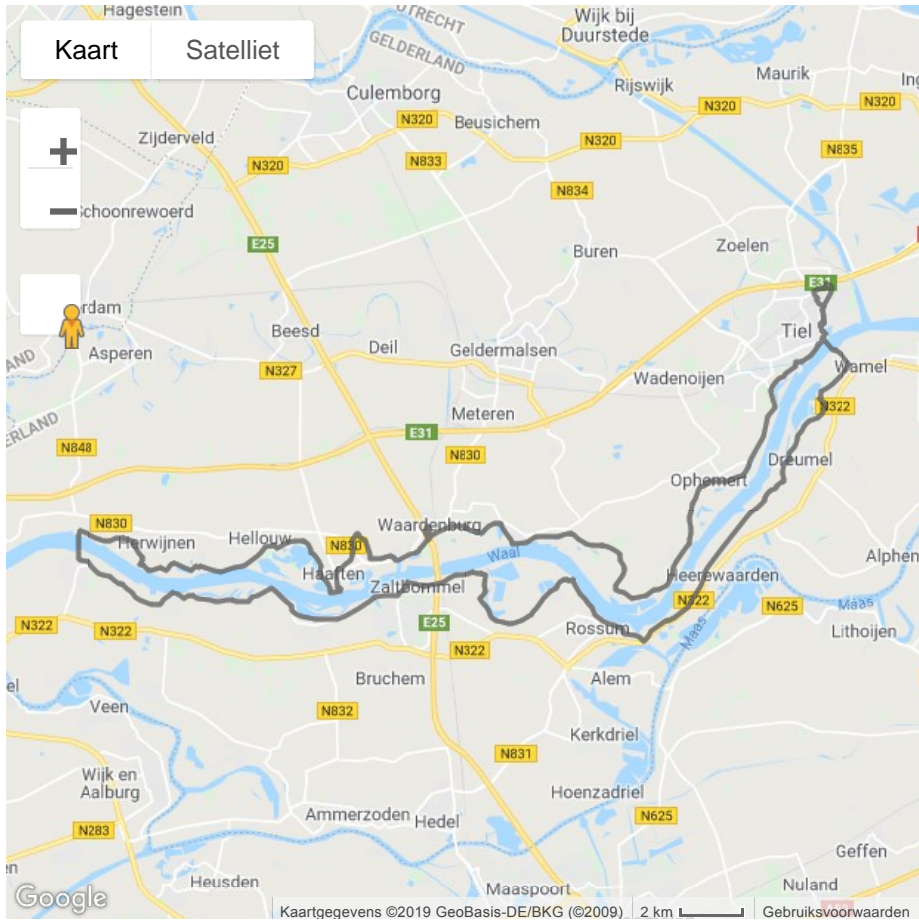 Hagestein
UTRECHT
Wijk bij
Duurstede
Kaart
Satelliet
GELDERLAND
Maurik
Rijswijk
Culemborg
N320
N320
N320
Beusichem
Zijderveld
N320
N835
N320
N833
N834
Schoonrewoerd
E25
Zoelen
Buren
E31
rdam
Beesd
Tiel
Asperen
Deil
Geldermalsen
Wamel
N327
Wadenoijen
N322
Meteren
E31
N848
N830
Dreumel
Ophemert
N830
Waardenburg
Hellouw
Herwijnen
N830
Waal
Alphen
Haaften
Heerewaarden
Zaltbommel
N322
N625
Maas
N322
N322
E25
Rossum
Maas
Lithoijen
N322
Bruchem
Alem
Veen
N832
Kerkdriel
N831
Wijk en
Aalburg
Hoenzadriel
Ammerzoden
Hedel
N625
N283
Geffen
Heusden
Maaspoort
Nuland
Google
Kaartgegevens ©2019 GeoBasis-DE/BKG (©2009)
2 km
Gebruiksvoorwaarden